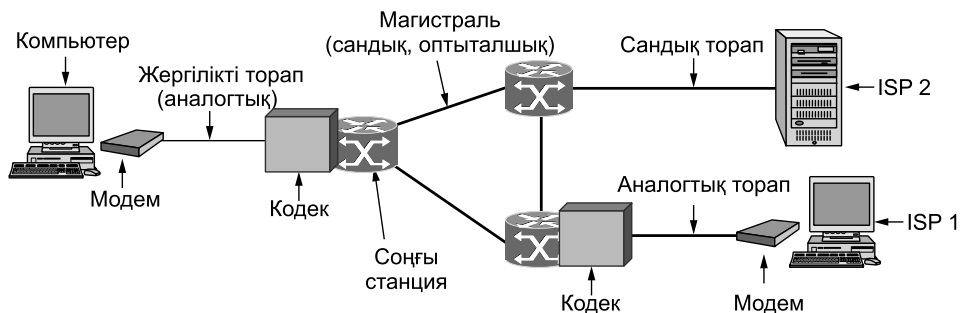 Компьютер
Жергілікті торап
(аналогтық)
Магистраль
(сандық, оптыталшық)
Сандық торап
ISP 2
Модем
Кодек
Соңғы
станция
Аналогтық торап
ISP 1
Кодек
Модем